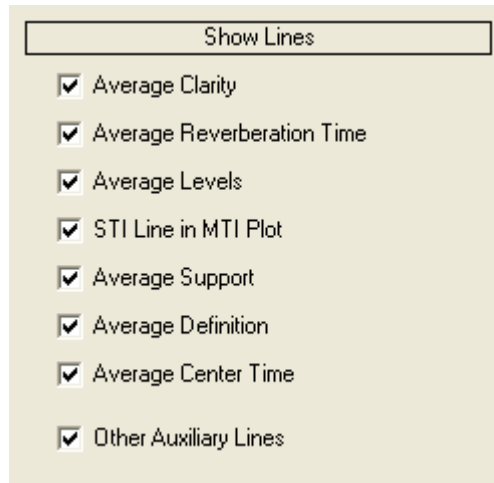 Show Lines
Average Clarity
Average Reverberation Time
Average Levels
STI Line in MTI Plot
Average Support
Average Definition
Average Center Time
Other Auxiliary Lines